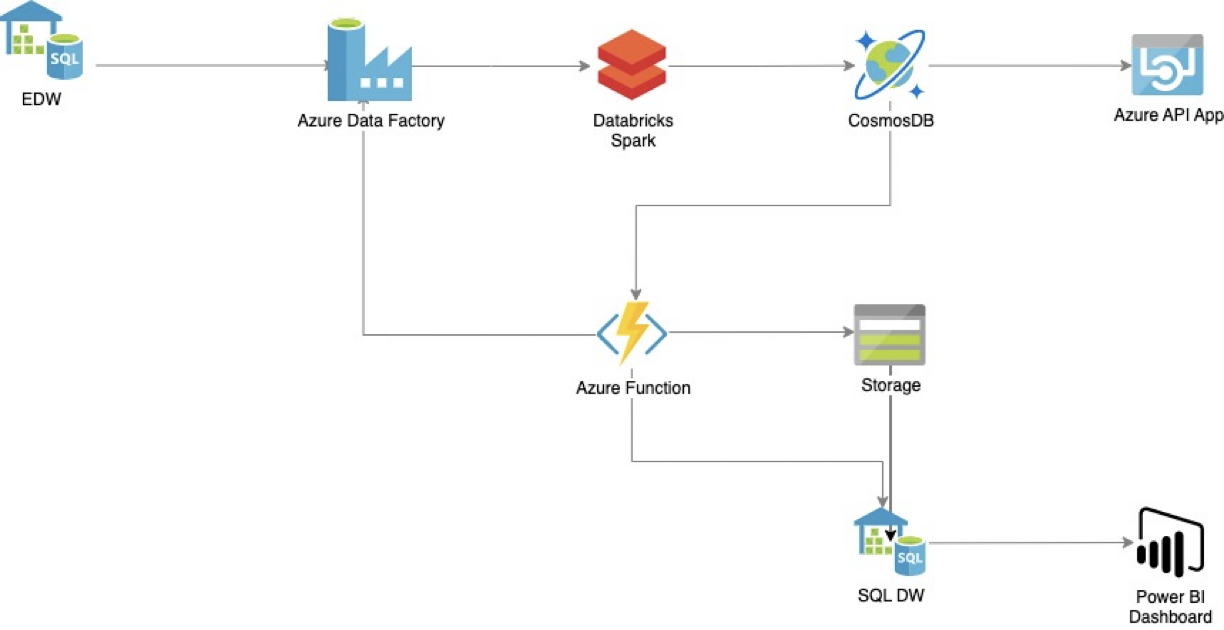 SQL
EDW
Azure Data Factory
Databricks
Spark
CosmosDB
Azure API App
Azure Function
Storage
SQL
SQL DW
Power BI
Dashboard